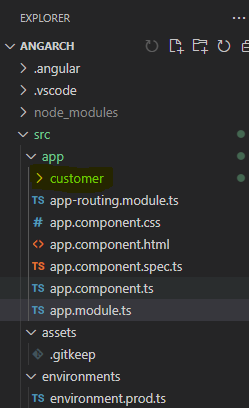 EXPLORER
ANGARCH
.angular
.vscode
node_modules
src
app
customer
TS app-routing.module.ts
# app.component.css
<> app.component.html
TS app.component.spec.ts
TS app.component.ts
TS app.module.ts
assets
.gitkeep
environments
TS environment.prod.ts